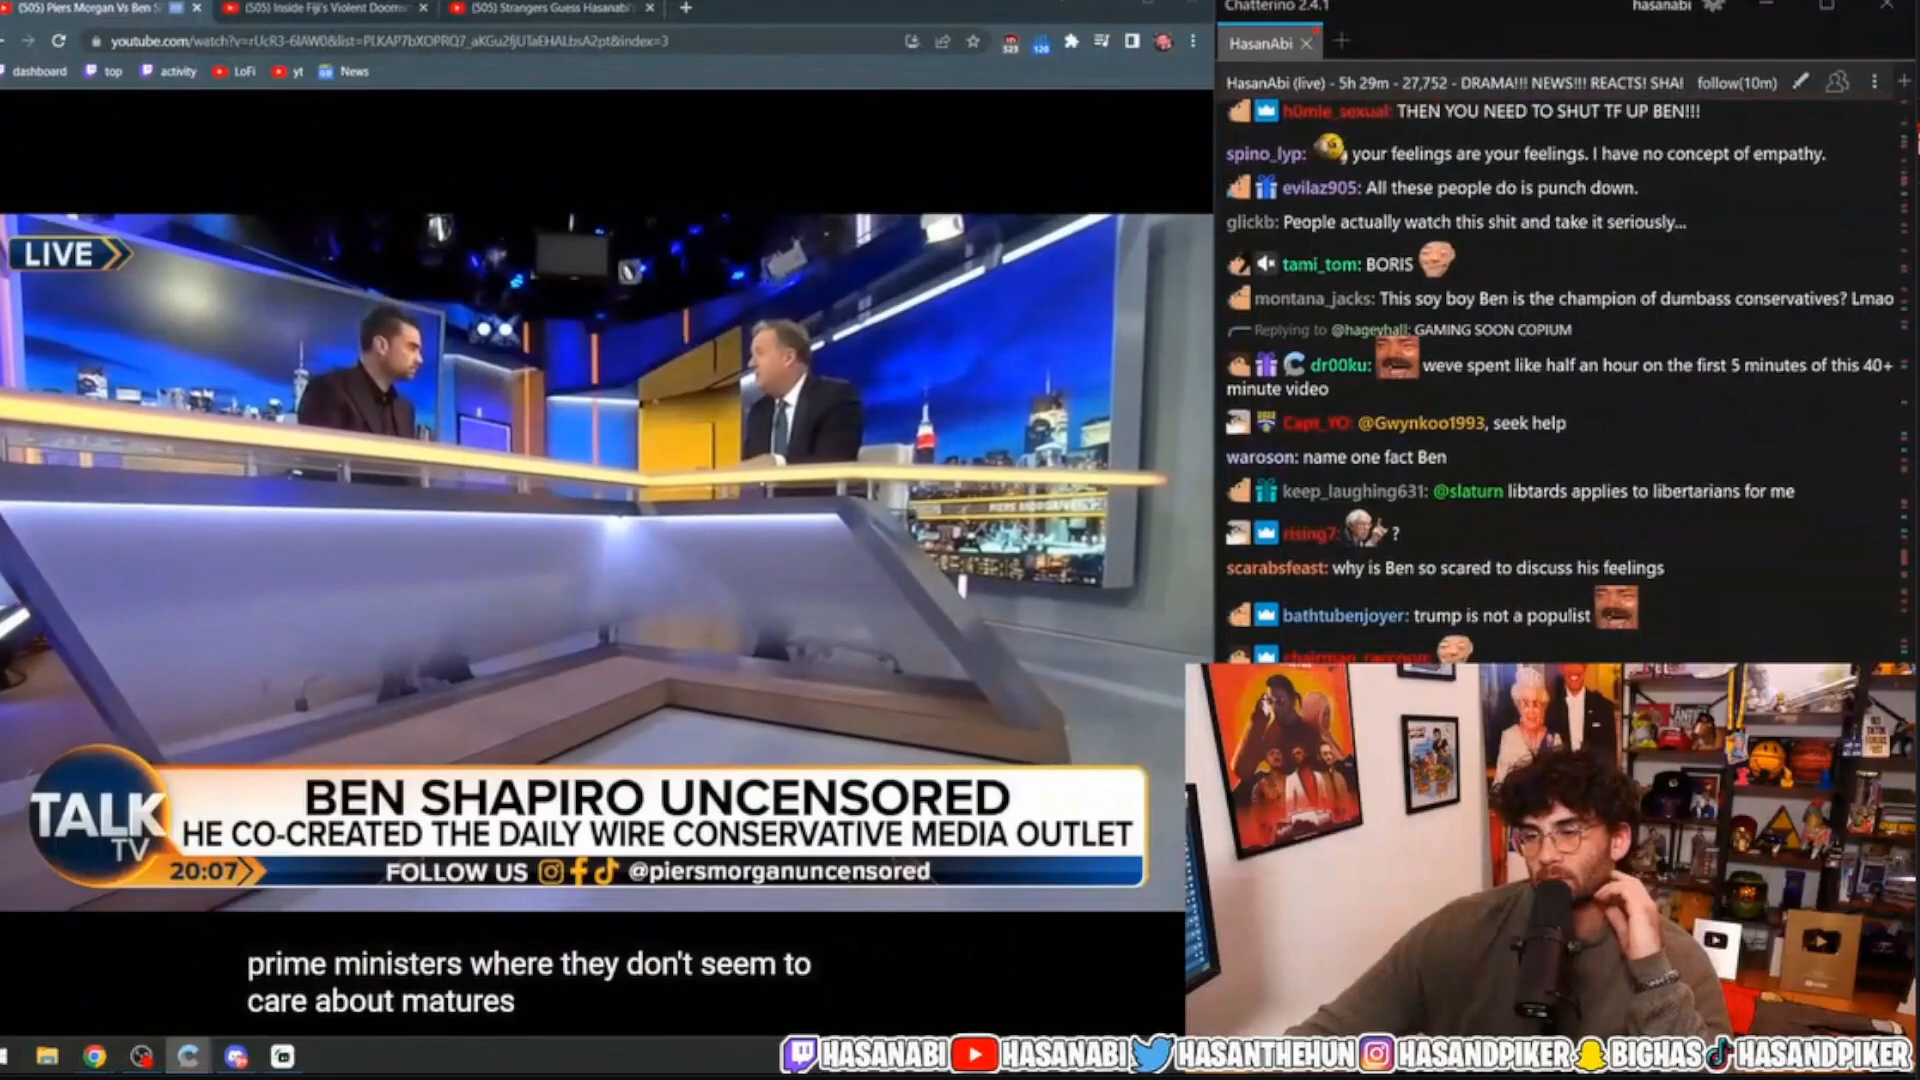 (505) Piers Morgan Vs Ben S
(505) Inside Fiji's Violent Dooms
(505) Strangers Guess Hasanabi's
youtube.com/watch?v=rUcR3-6IAW0&list=PLKAP7bXOPRQ7_aKGu2fjUTaEHALbsA2pt&index=3
523
120
dashboard
top
activity
LoFi
yt
News
LIVE
PIERS MORGAN
BEN SHAPIRO UNCENSORED
HE CO-CREATED THE DAILY WIRE CONSERVATIVE MEDIA OUTLET
TALK
TV
20:07
FOLLOW US @piersmorganuncensored
prime ministers where they don't seem to
care about matures
Chatterino 2.4.1
hasanabi
HasanAbi
HasanAbi (live) - 5h 29m - 27,752 - DRAMA!!! NEWS!!! REACTS! SHA!
follow(10m)
h0mie_sexual: THEN YOU NEED TO SHUT TF UP BEN!!!
spino_lyp: your feelings are your feelings. I have no concept of empathy.
evilaz905: All these people do is punch down.
glickb: People actually watch this shit and take it seriously...
tami_tom: BORIS
montana_jacks: This soy boy Ben is the champion of dumbass conservatives? Lmao
Replying to @hageyhall: GAMING SOON COPIUM
dr00ku: weve spent like half an hour on the first 5 minutes of this 40+
minute video
Capt_YO: @Gwynkoo1993, seek help
waroson: name one fact Ben
keep_laughing631: @slaturn libtards applies to libertarians for me
rising7: ?
scarabsfeast: why is Ben so scared to discuss his feelings
bathtubenjoyer: trump is not a populist
HASANABI
HASANABI
HASANTHEHUN
HASANDPIKER
BIGHAS
HASANDPIKER